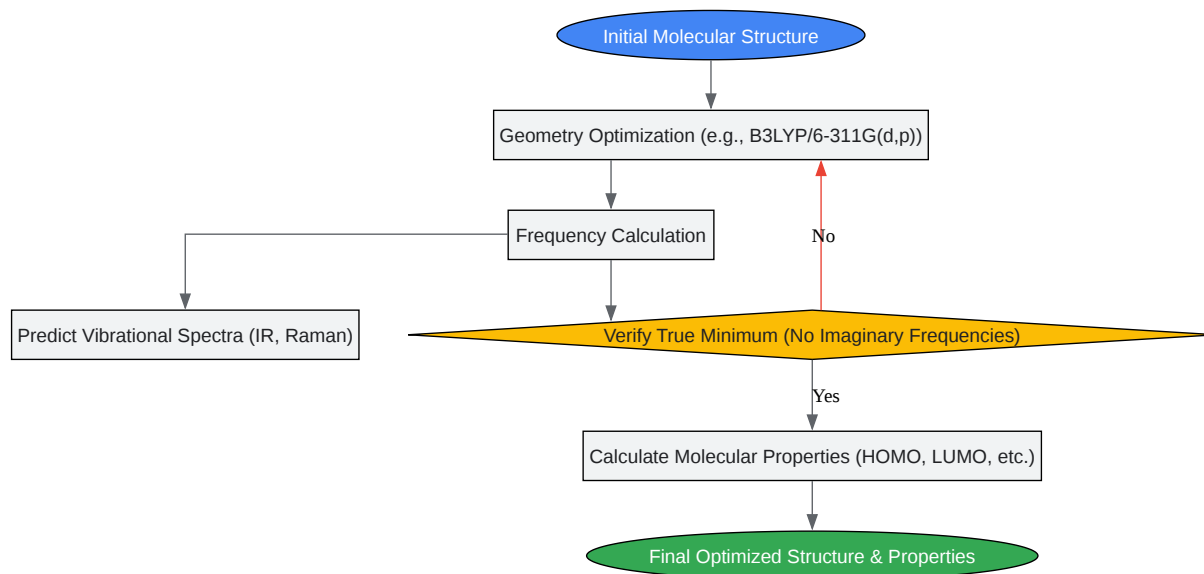 Initial Molecular Structure
Geometry Optimization (e.g., B3LYP/6-311G(d,p))
No
Frequency Calculation
Predict Vibrational Spectra (IR, Raman)
Verify True Minimum (No Imaginary Frequencies)
Yes
Calculate Molecular Properties (HOMO, LUMO, etc.)
Final Optimized Structure & Properties